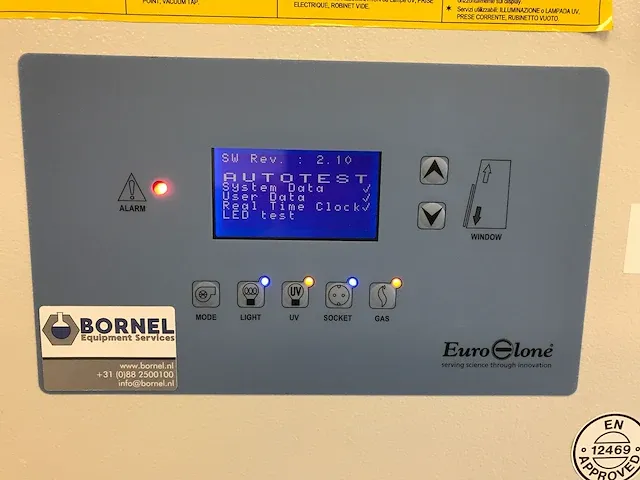 POINT, VACUUM TAP.
ELECTRIQUE, ROBINET VIDE.
Servizi utilizzabili: ILLUMINAZIONE o LAMPADA UV,
PRESE CORRENTE, RUBINETTO VUOTO.
SW Rev. : 2.10
AUTOTEST
System Data ✓
User Data ✓
Real Time Clock✓
LED test
ALARM
WINDOW
MODE
LIGHT
UV
UV
SOCKET
GAS
BORNEL
Equipment Services
www.bornel.nl
+31 (0)88 2500100
info@bornel.nl
EuroClone®
serving science through innovation
EN
12469
APPROVED